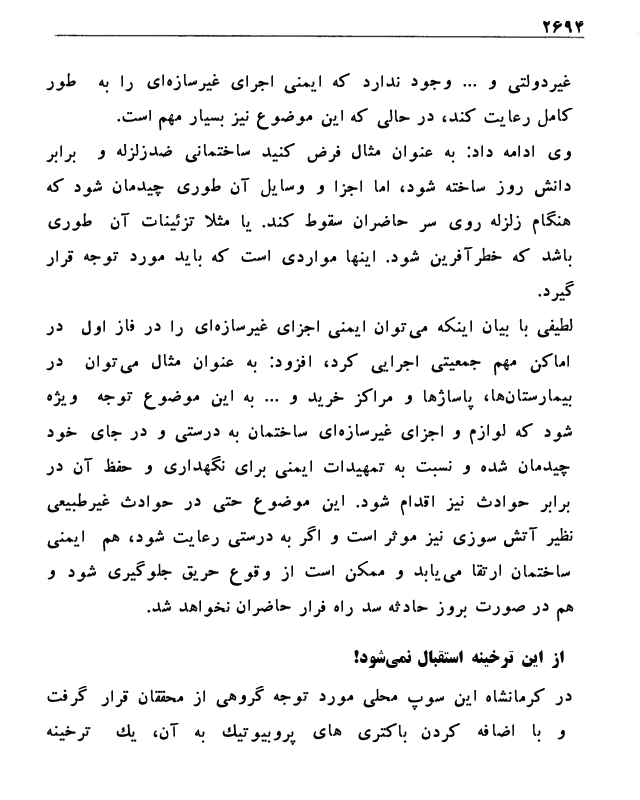 ۲۶۹۴
غیردولتی و ... وجود ندارد که ایمنی اجرای غیرسازه‌ای را به طور
کامل رعایت کند، در حالی که این موضوع نیز بسیار مهم است.
وی ادامه داد: به عنوان مثال فرض کنید ساختمانی ضدزلزله و برابر
دانش روز ساخته شود، اما اجزا و وسایل آن طوری چیدمان شود که
هنگام زلزله روی سر حاضران سقوط کند. یا مثلا تزئینات آن طوری
باشد که خطرآفرین شود. اینها مواردی است که باید مورد توجه قرار
گیرد.
لطیفی با بیان اینکه می‌توان ایمنی اجزای غیرسازه‌ای را در فاز اول در
اماکن مهم جمعیتی اجرایی کرد، افزود: به عنوان مثال می‌توان در
بیمارستان‌ها، پاساژها و مراکز خرید و ... به این موضوع توجه ویژه
شود که لوازم و اجزای غیرسازه‌ای ساختمان به درستی و در جای خود
چیدمان شده و نسبت به تمهیدات ایمنی برای نگهداری و حفظ آن در
برابر حوادث نیز اقدام شود. این موضوع حتی در حوادث غیرطبیعی
نظیر آتش سوزی نیز موثر است و اگر به درستی رعایت شود، هم ایمنی
ساختمان ارتقا می‌یابد و ممکن است از وقوع حریق جلوگیری شود و
هم در صورت بروز حادثه سد راه فرار حاضران نخواهد شد.
از این ترخینه استقبال نمی‌شود!
در کرمانشاه این سوپ محلی مورد توجه گروهی از محققان قرار گرفت
و با اضافه کردن باکتری های پروبیوتیك به آن، یك ترخینه